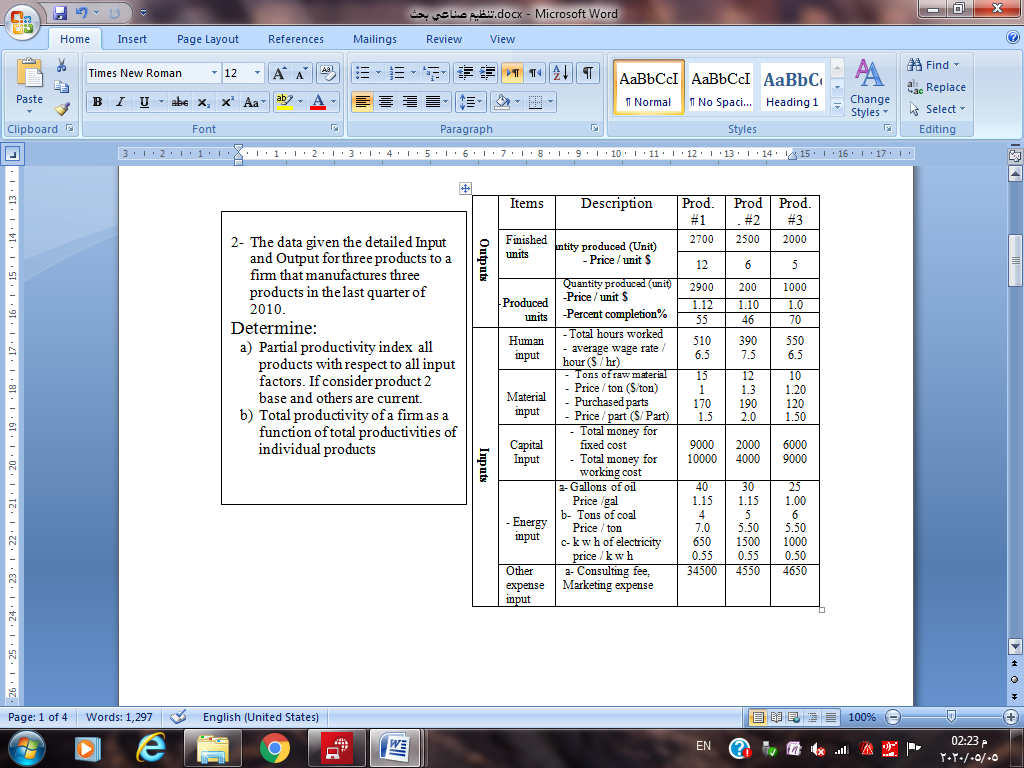 تنظيم صناعي بحث.docx - Microsoft Word
Home Insert Page Layout References Mailings Review View
Paste
Clipboard
Times New Roman 12
Font
Paragraph
AaBbCcI AaBbCcI AaBbC
¶ Normal ¶ No Spaci... Heading 1
Change Styles
Styles
Find
Replace
Select
Editing
2- The data given the detailed Input
and Output for three products to a
firm that manufactures three
products in the last quarter of
2010.
Determine:
a) Partial productivity index all
products with respect to all input
factors. If consider product 2
base and others are current.
b) Total productivity of a firm as a
function of total productivities of
individual products
Items Description Prod. #1 Prod . #2 Prod. #3
Outputs
Finished units
ntity produced (Unit) 2700 2500 2000
- Price / unit $ 12 6 5
- Produced units
Quantity produced (unit) 2900 200 1000
-Price / unit $ 1.12 1.10 1.0
-Percent completion% 55 46 70
Inputs
Human input
- Total hours worked 510 390 550
- average wage rate / hour ($ / hr) 6.5 7.5 6.5
Material input
- Tons of raw material 15 12 10
- Price / ton ($/ton) 1 1.3 1.20
- Purchased parts 170 190 120
- Price / part ($/ Part) 1.5 2.0 1.50
Capital Input
- Total money for fixed cost 9000 2000 6000
- Total money for working cost 10000 4000 9000
- Energy input
a- Gallons of oil 40 30 25
Price /gal 1.15 1.15 1.00
b- Tons of coal 4 5 6
Price / ton 7.0 5.50 5.50
c- k w h of electricity 650 1500 1000
price / k w h 0.55 0.55 0.50
Other expense input
a- Consulting fee, Marketing expense 34500 4550 4650
Page: 1 of 4 Words: 1,297 English (United States) 100%
EN
02:23 م
٢٠٢٠/٠٥/٠٥